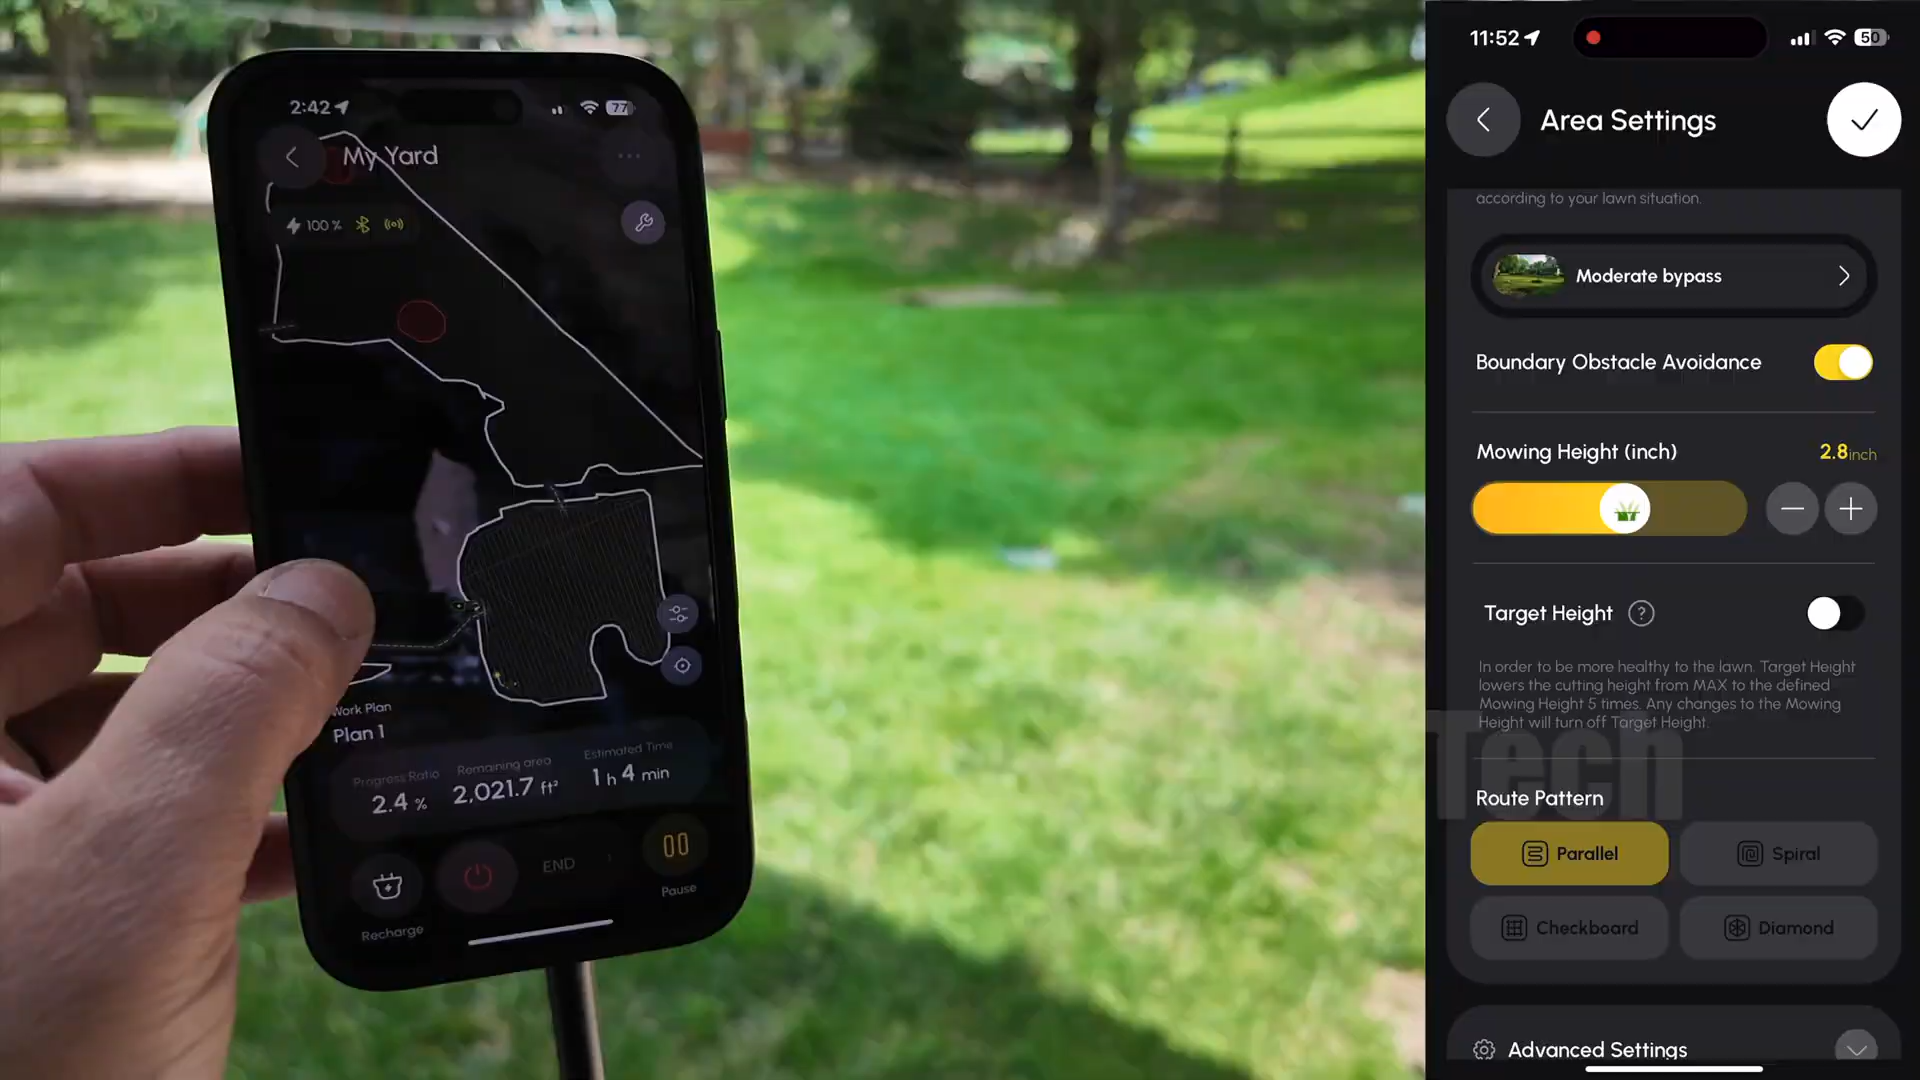 2:42
77
My Yard
100 %
Work Plan
Plan 1
Progress Ratio
2.4 %
Remaining area
2,021.7 ft²
Estimated Time
1 h 4 min
Recharge
END
Pause
11:52
50
Area Settings
according to your lawn situation.
Moderate bypass
Boundary Obstacle Avoidance
Mowing Height (inch)
2.8inch
Target Height ?
In order to be more healthy to the lawn. Target Height
lowers the cutting height from MAX to the defined
Mowing Height 5 times. Any changes to the Mowing
Height will turn off Target Height.
Tech
Route Pattern
Parallel
Spiral
Checkboard
Diamond
Advanced Settings